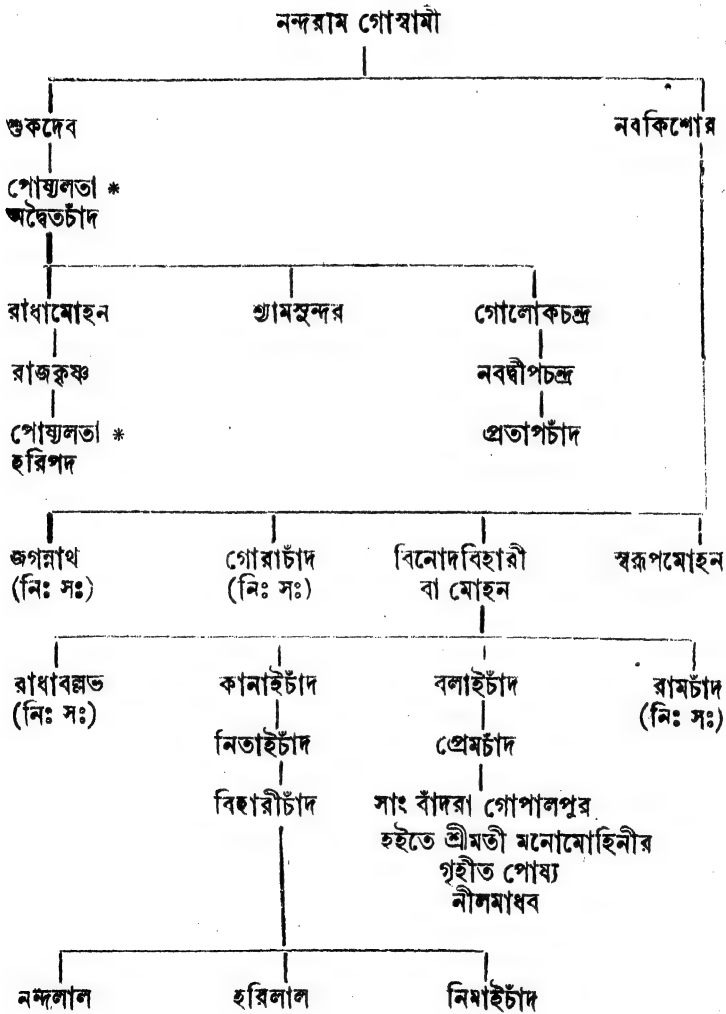 নন্দরাম গোস্বামী
শুকদেব নবকিশোর
পোষ্যলতা *
অদ্বৈতচাঁদ
রাধামোহন শ্যামসুন্দর গোলোকচন্দ্র
রাজকৃষ্ণ নবদ্বীপচন্দ্র
পোষ্যলতা * প্রতাপচাঁদ
হরিপদ
জগন্নাথ গোরাচাঁদ বিনোদবিহারী স্বরূপমোহন
(নিঃ সঃ) (নিঃ সঃ) বা মোহন
রাধাবল্লভ কানাইচাঁদ বলাইচাঁদ রামচাঁদ
(নিঃ সঃ) (নিঃ সঃ)
নিতাইচাঁদ প্রেমচাঁদ
বিহারীচাঁদ সাং বাঁদরা গোপালপুর
হইতে শ্রীমতী মনোমোহিনীর
গৃহীত পোষ্য
নীলমাধব
নন্দলাল হরিলাল নিমাইচাঁদ